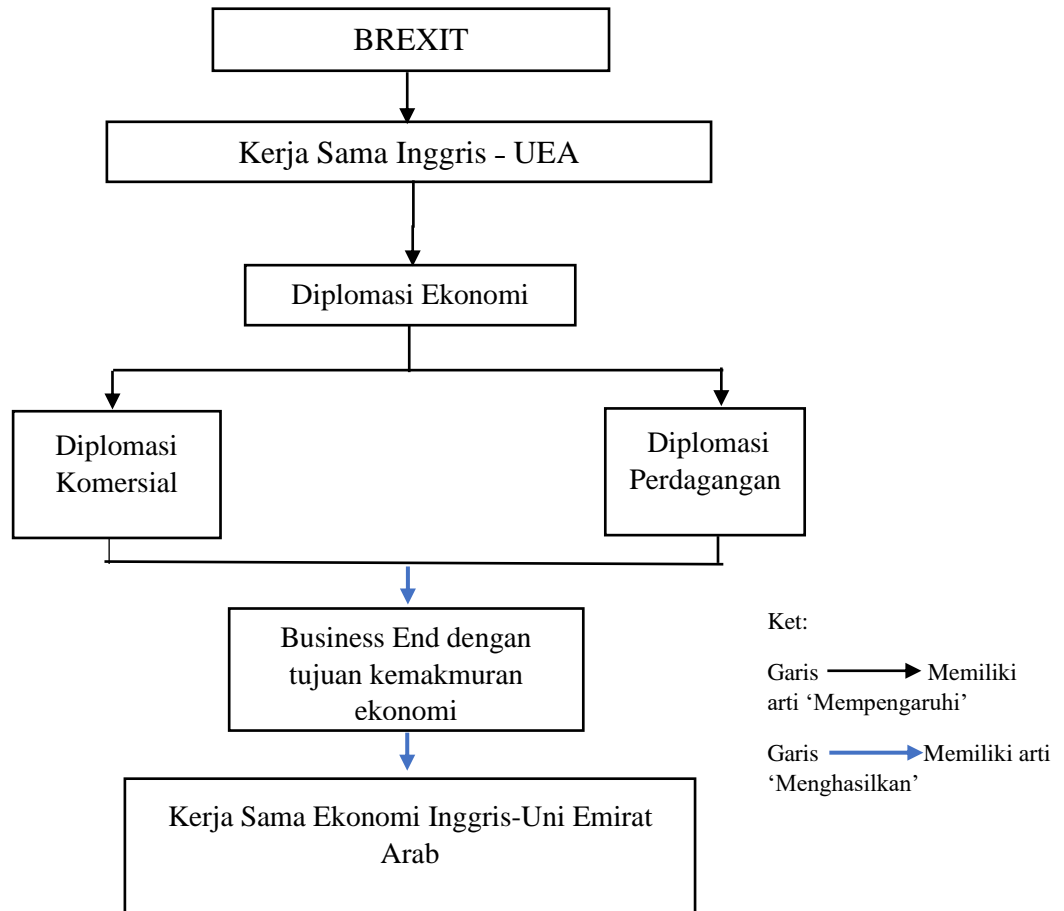 BREXIT
Kerja Sama Inggris - UEA
Diplomasi Ekonomi
Diplomasi
Komersial
Diplomasi
Perdagangan
Business End dengan
tujuan kemakmuran
ekonomi
Kerja Sama Ekonomi Inggris-Uni Emirat
Arab
Ket:
Garis Memiliki
arti ‘Mempengaruhi’
Garis Memiliki arti
‘Menghasilkan’